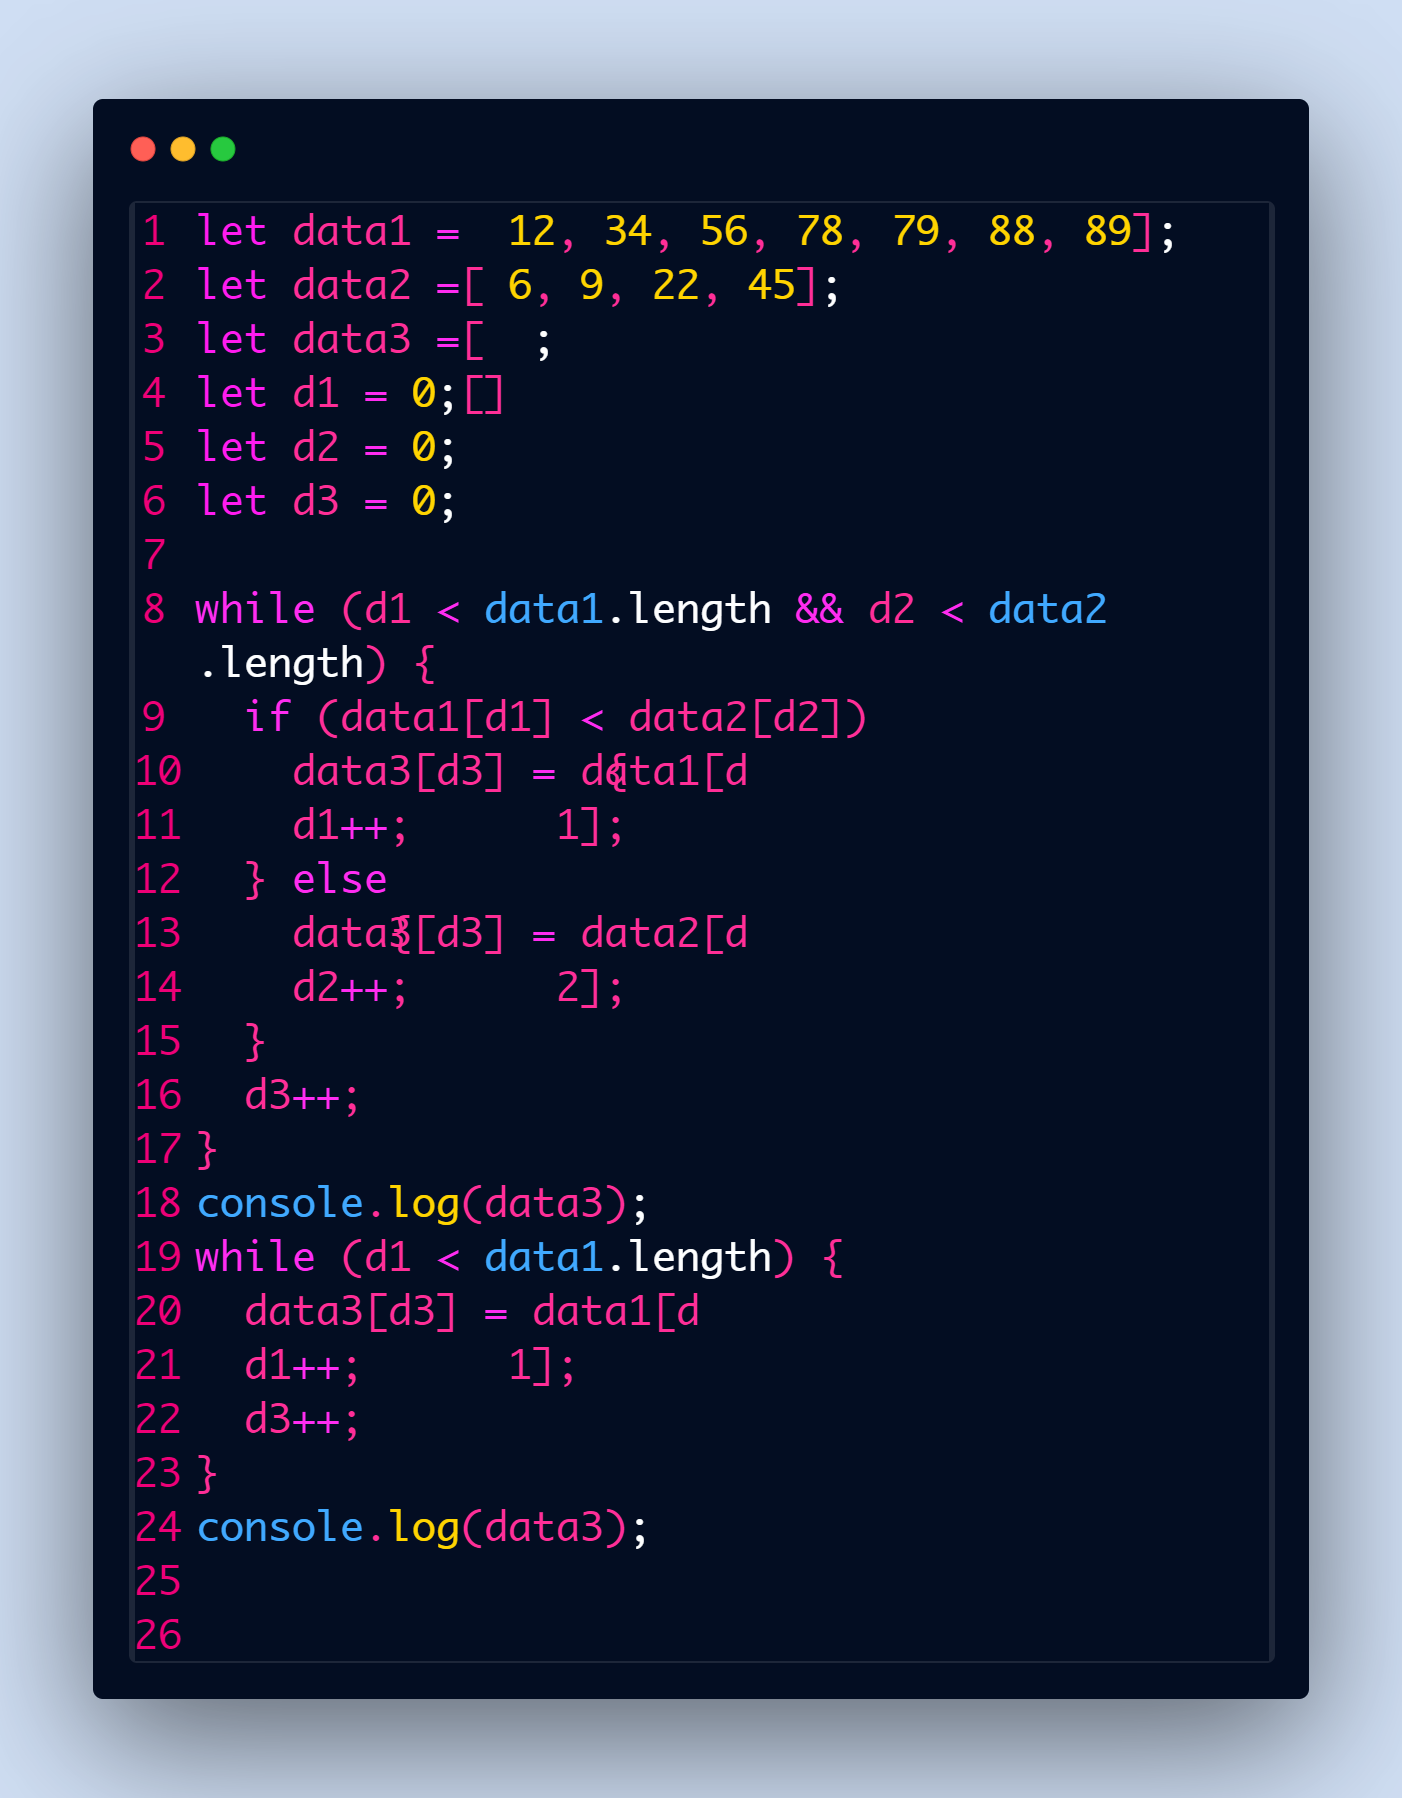 1 let data1 =  12, 34, 56, 78, 79, 88, 89];
2 let data2 =[ 6, 9, 22, 45];
3 let data3 =[  ;
4 let d1 = 0;[]
5 let d2 = 0;
6 let d3 = 0;
7
8 while (d1 < data1.length && d2 < data2
.length) {
9   if (data1[d1] < data2[d2])
10     data3[d3] = data1[d {
11     d1++;      1];
12   } else
13     data3{[d3] = data2[d
14     d2++;      2];
15   }
16   d3++;
17 }
18 console.log(data3);
19 while (d1 < data1.length) {
20   data3[d3] = data1[d
21   d1++;      1];
22   d3++;
23 }
24 console.log(data3);
25
26